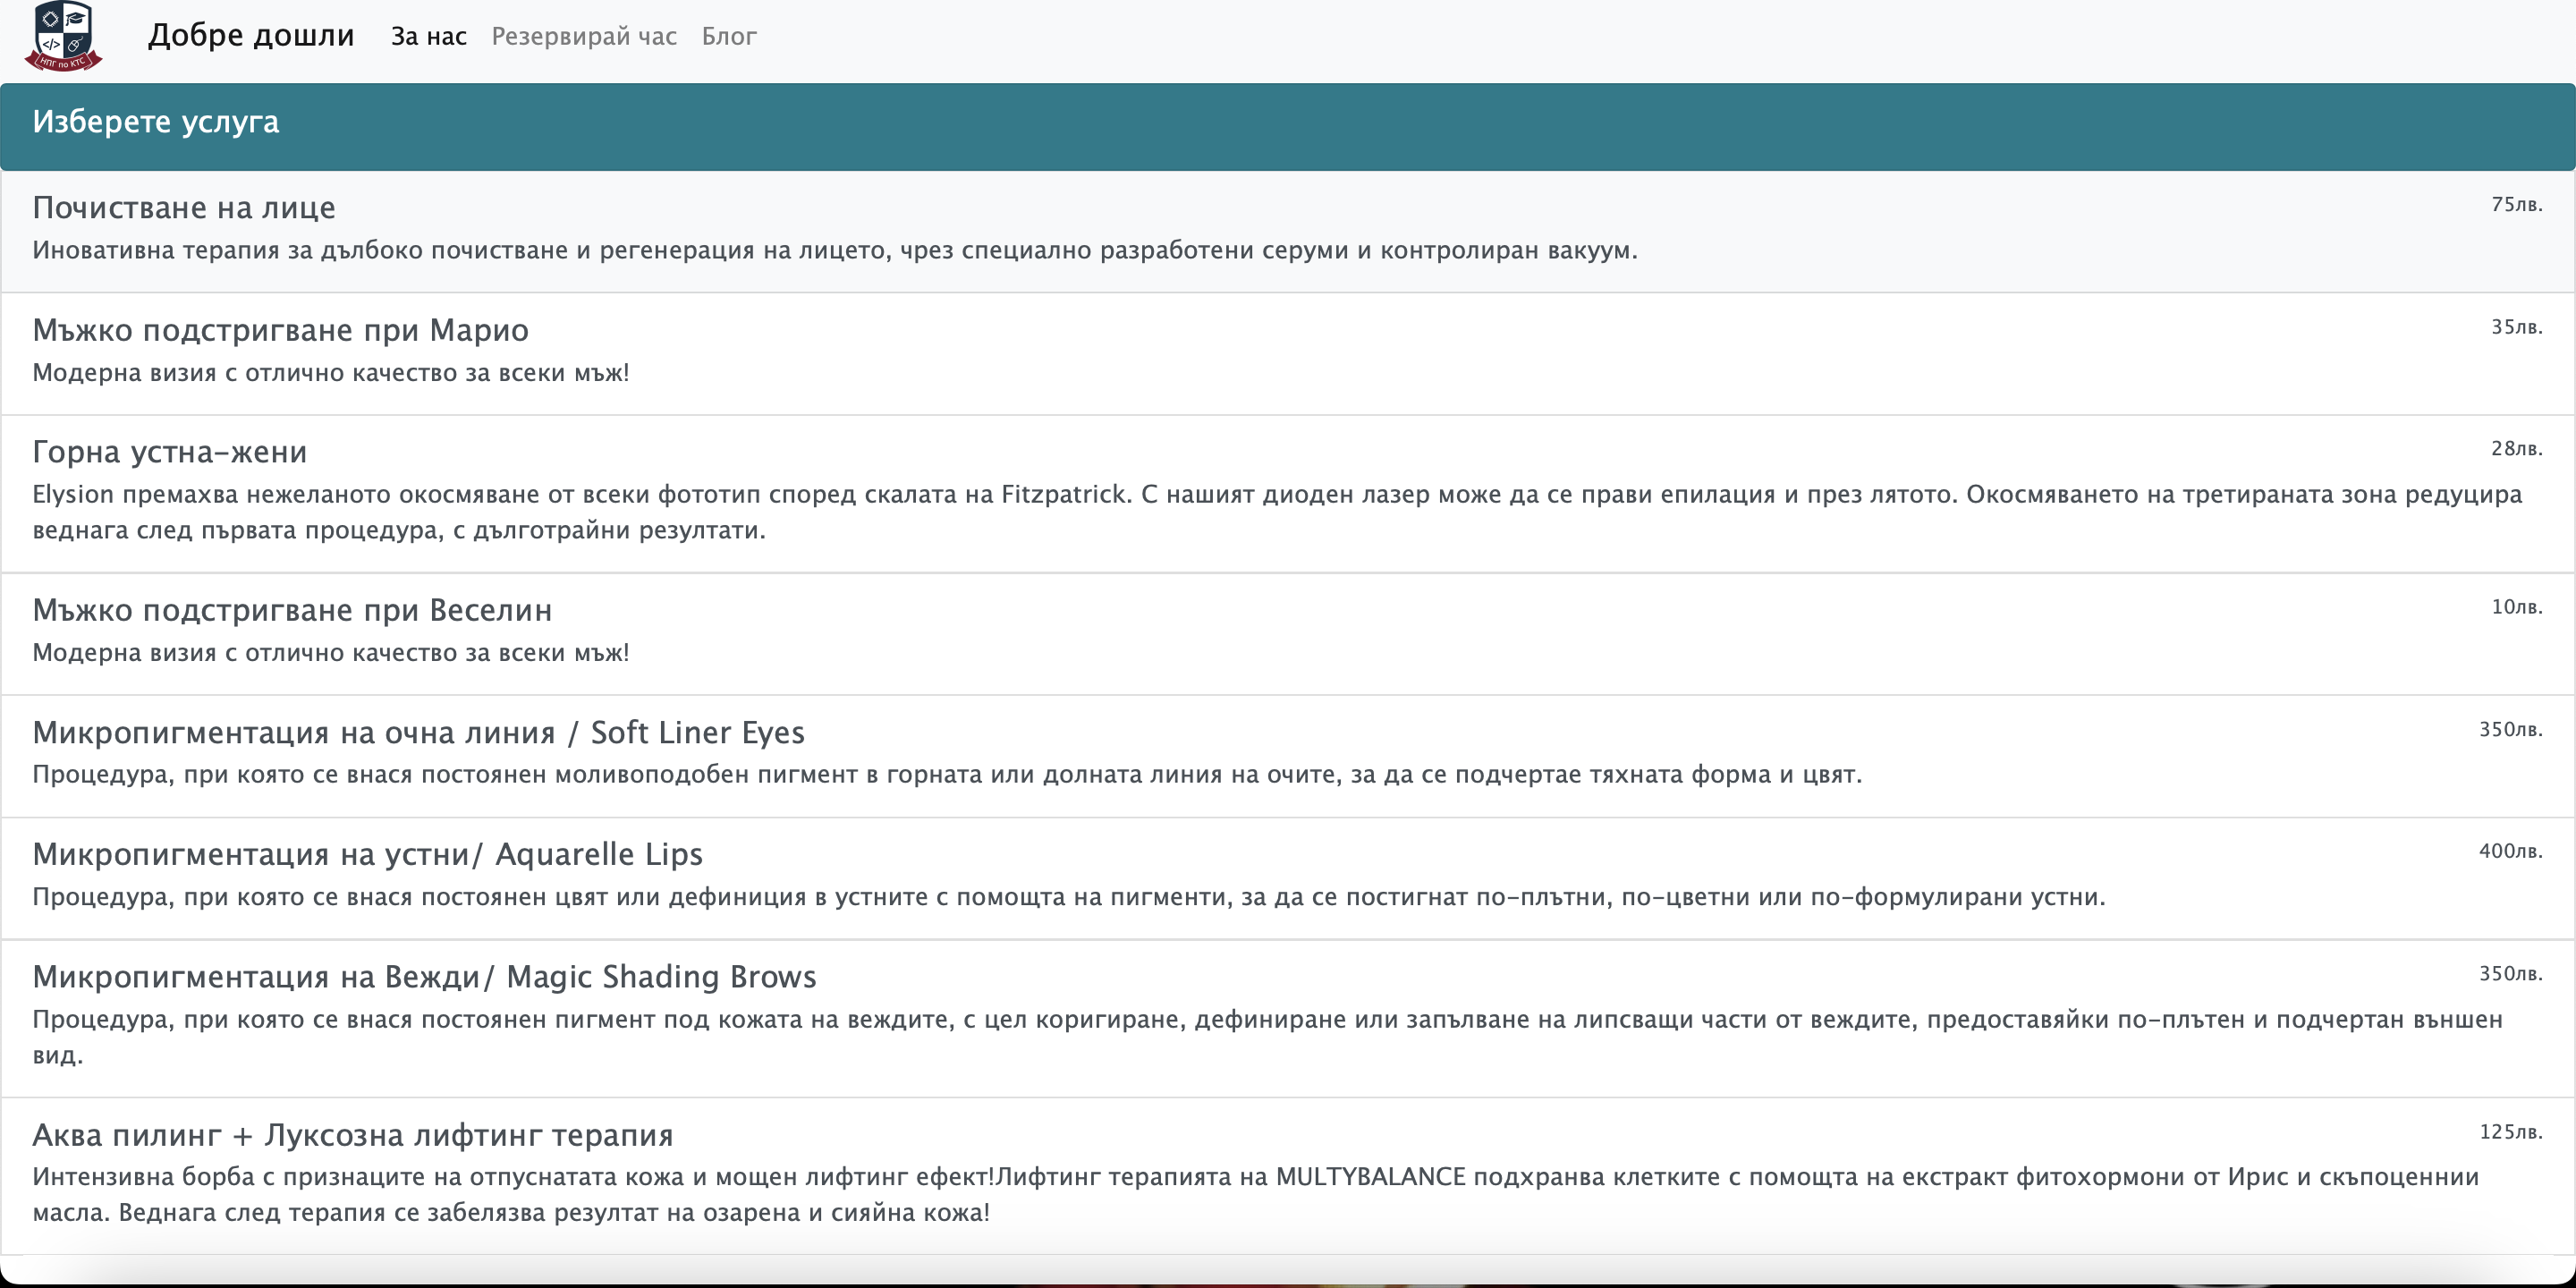 </> НПГ по КТС
Добре дошли За нас Резервирай час Блог
Изберете услуга
Почистване на лице 75лв.
Иновативна терапия за дълбоко почистване и регенерация на лицето, чрез специално разработени серуми и контролиран вакуум.
Мъжко подстригване при Марио 35лв.
Модерна визия с отлично качество за всеки мъж!
Горна устна-жени 28лв.
Elysion премахва нежеланото окосмяване от всеки фототип според скалата на Fitzpatrick. С нашият диоден лазер може да се прави епилация и през лятото. Окосмяването на третираната зона редуцира
веднага след първата процедура, с дълготрайни резултати.
Мъжко подстригване при Веселин 10лв.
Модерна визия с отлично качество за всеки мъж!
Микропигментация на очна линия / Soft Liner Eyes 350лв.
Процедура, при която се внася постоянен моливоподобен пигмент в горната или долната линия на очите, за да се подчертае тяхната форма и цвят.
Микропигментация на устни/ Aquarelle Lips 400лв.
Процедура, при която се внася постоянен цвят или дефиниция в устните с помощта на пигменти, за да се постигнат по-плътни, по-цветни или по-формулирани устни.
Микропигментация на Вежди/ Magic Shading Brows 350лв.
Процедура, при която се внася постоянен пигмент под кожата на веждите, с цел коригиране, дефиниране или запълване на липсващи части от веждите, предоставяйки по-плътен и подчертан външен
вид.
Аква пилинг + Луксозна лифтинг терапия 125лв.
Интензивна борба с признаците на отпуснатата кожа и мощен лифтинг ефект!Лифтинг терапията на MULTYBALANCE подхранва клетките с помощта на екстракт фитохормони от Ирис и скъпоценнии
масла. Веднага след терапия се забелязва резултат на озарена и сияйна кожа!